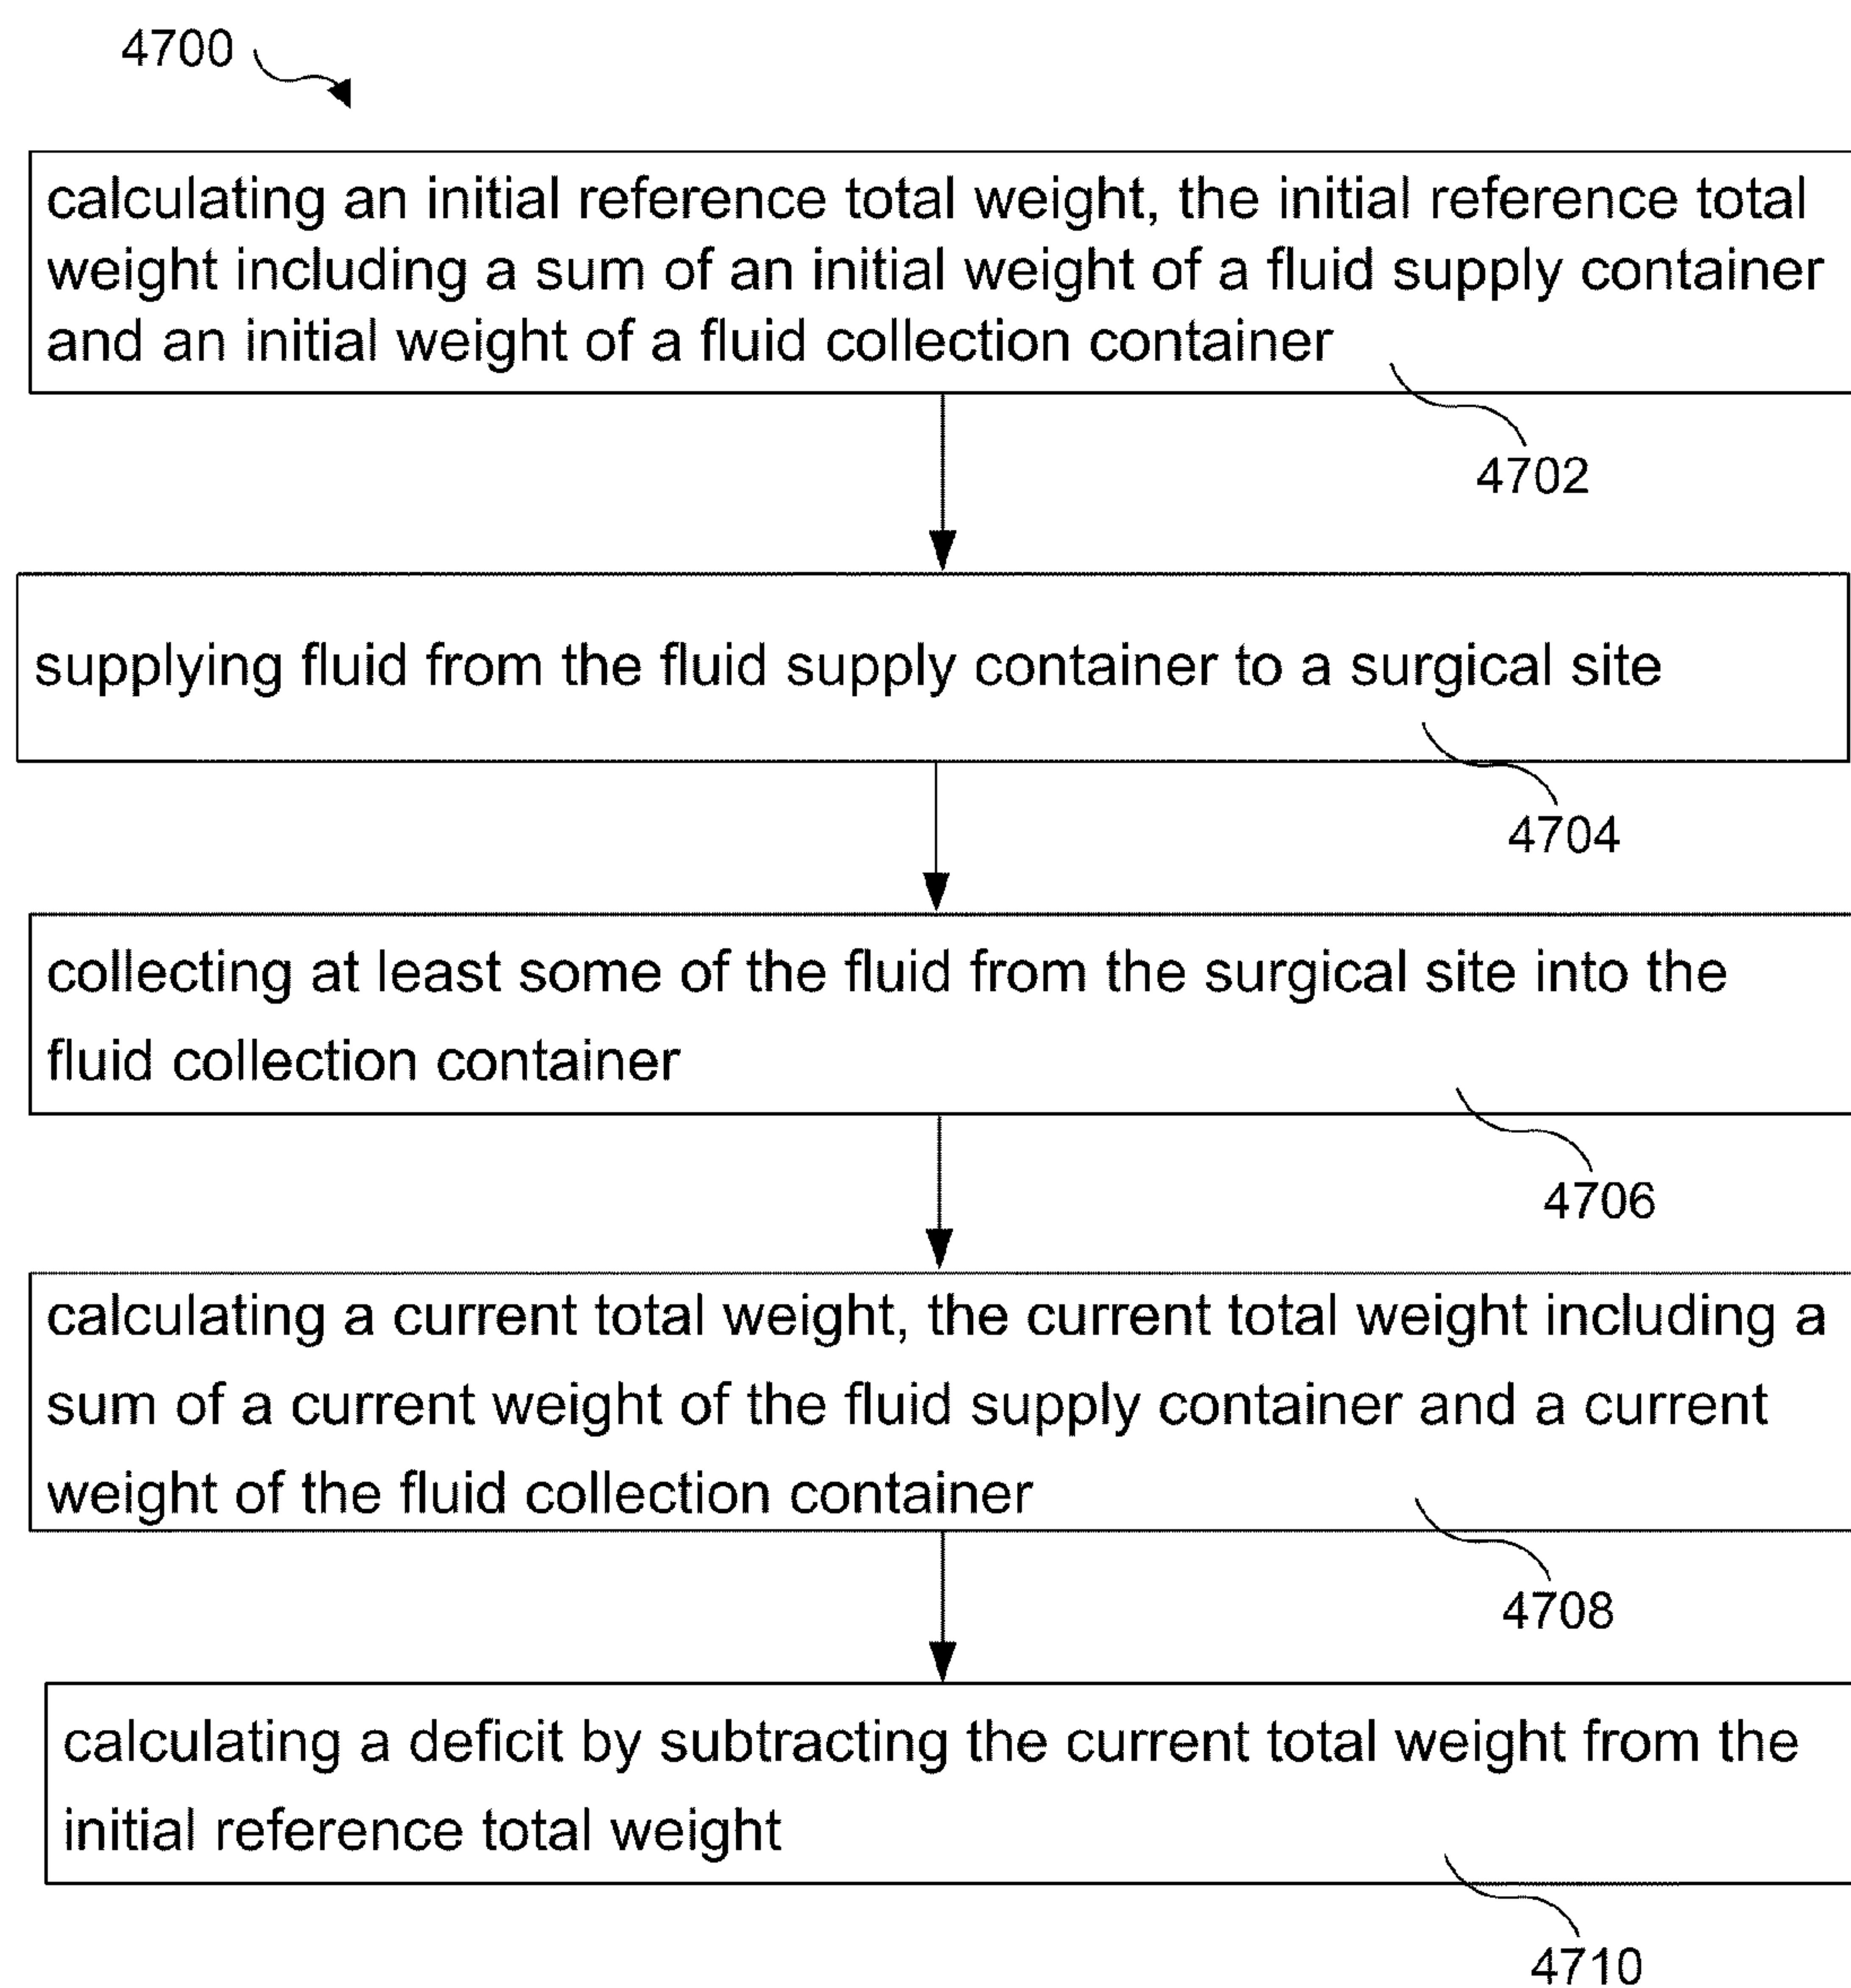 4700
calculating an initial reference total weight, the initial reference total
weight including a sum of an initial weight of a fluid supply container
and an initial weight of a fluid collection container
4702
supplying fluid from the fluid supply container to a surgical site
4704
collecting at least some of the fluid from the surgical site into the
fluid collection container
4706
calculating a current total weight, the current total weight including a
sum of a current weight of the fluid supply container and a current
weight of the fluid collection container
4708
calculating a deficit by subtracting the current total weight from the
initial reference total weight
4710